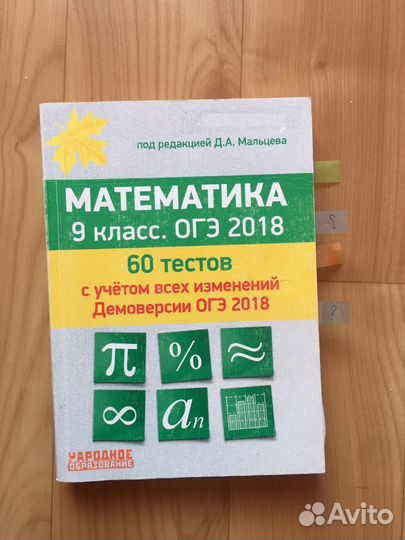 под редакцией Д.А. Мальцева
МАТЕМАТИКА
9 класс. ОГЭ 2018
60 тестов
с учётом всех изменений
Демоверсии ОГЭ 2018
π % ≈
∞ aₙ
НАРОДНОЕ
ОБРАЗОВАНИЕ
?
Avito